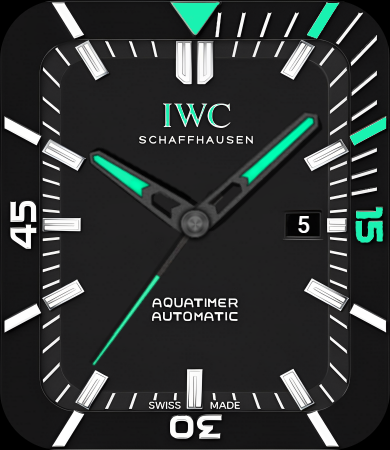 IWC
SCHAFFHAUSEN
45
5
15
AQUATIMER
AUTOMATIC
SWISS MADE
30